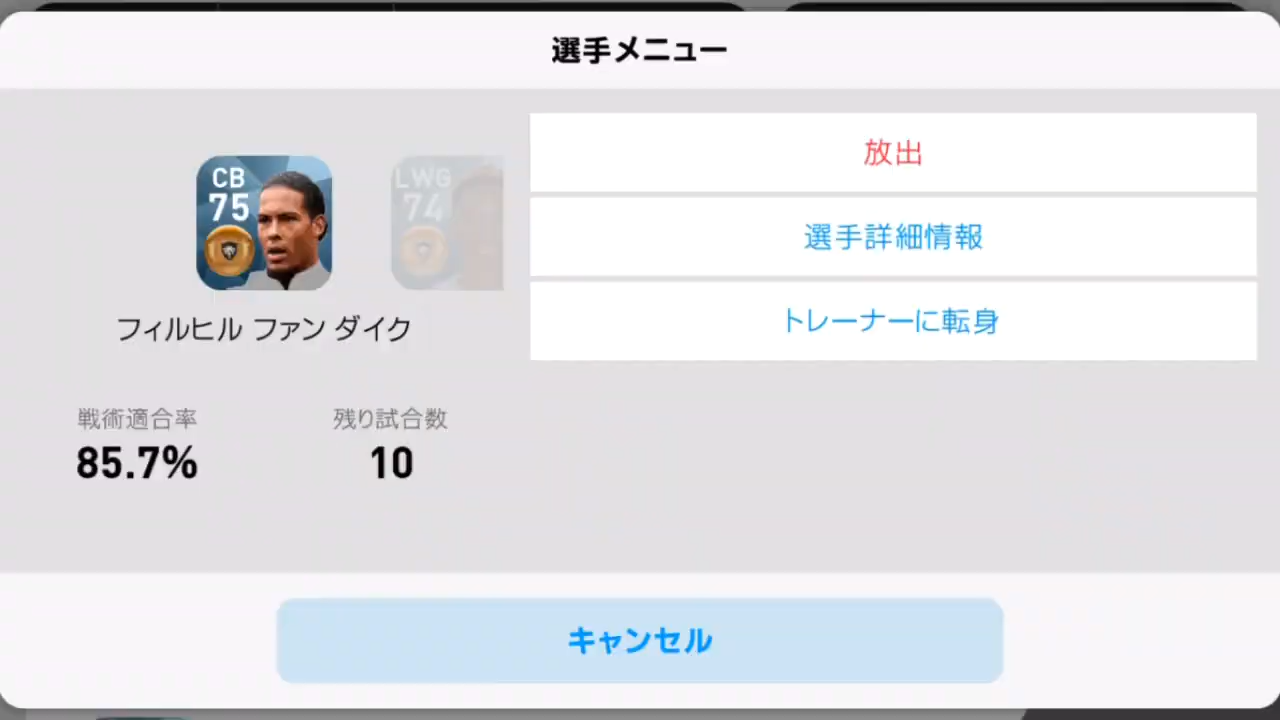 選手メニュー
CB
75
LWG
74
フィルヒル ファン ダイク
戦術適合率
残り試合数
85.7%
10
放出
選手詳細情報
トレーナーに転身
キャンセル